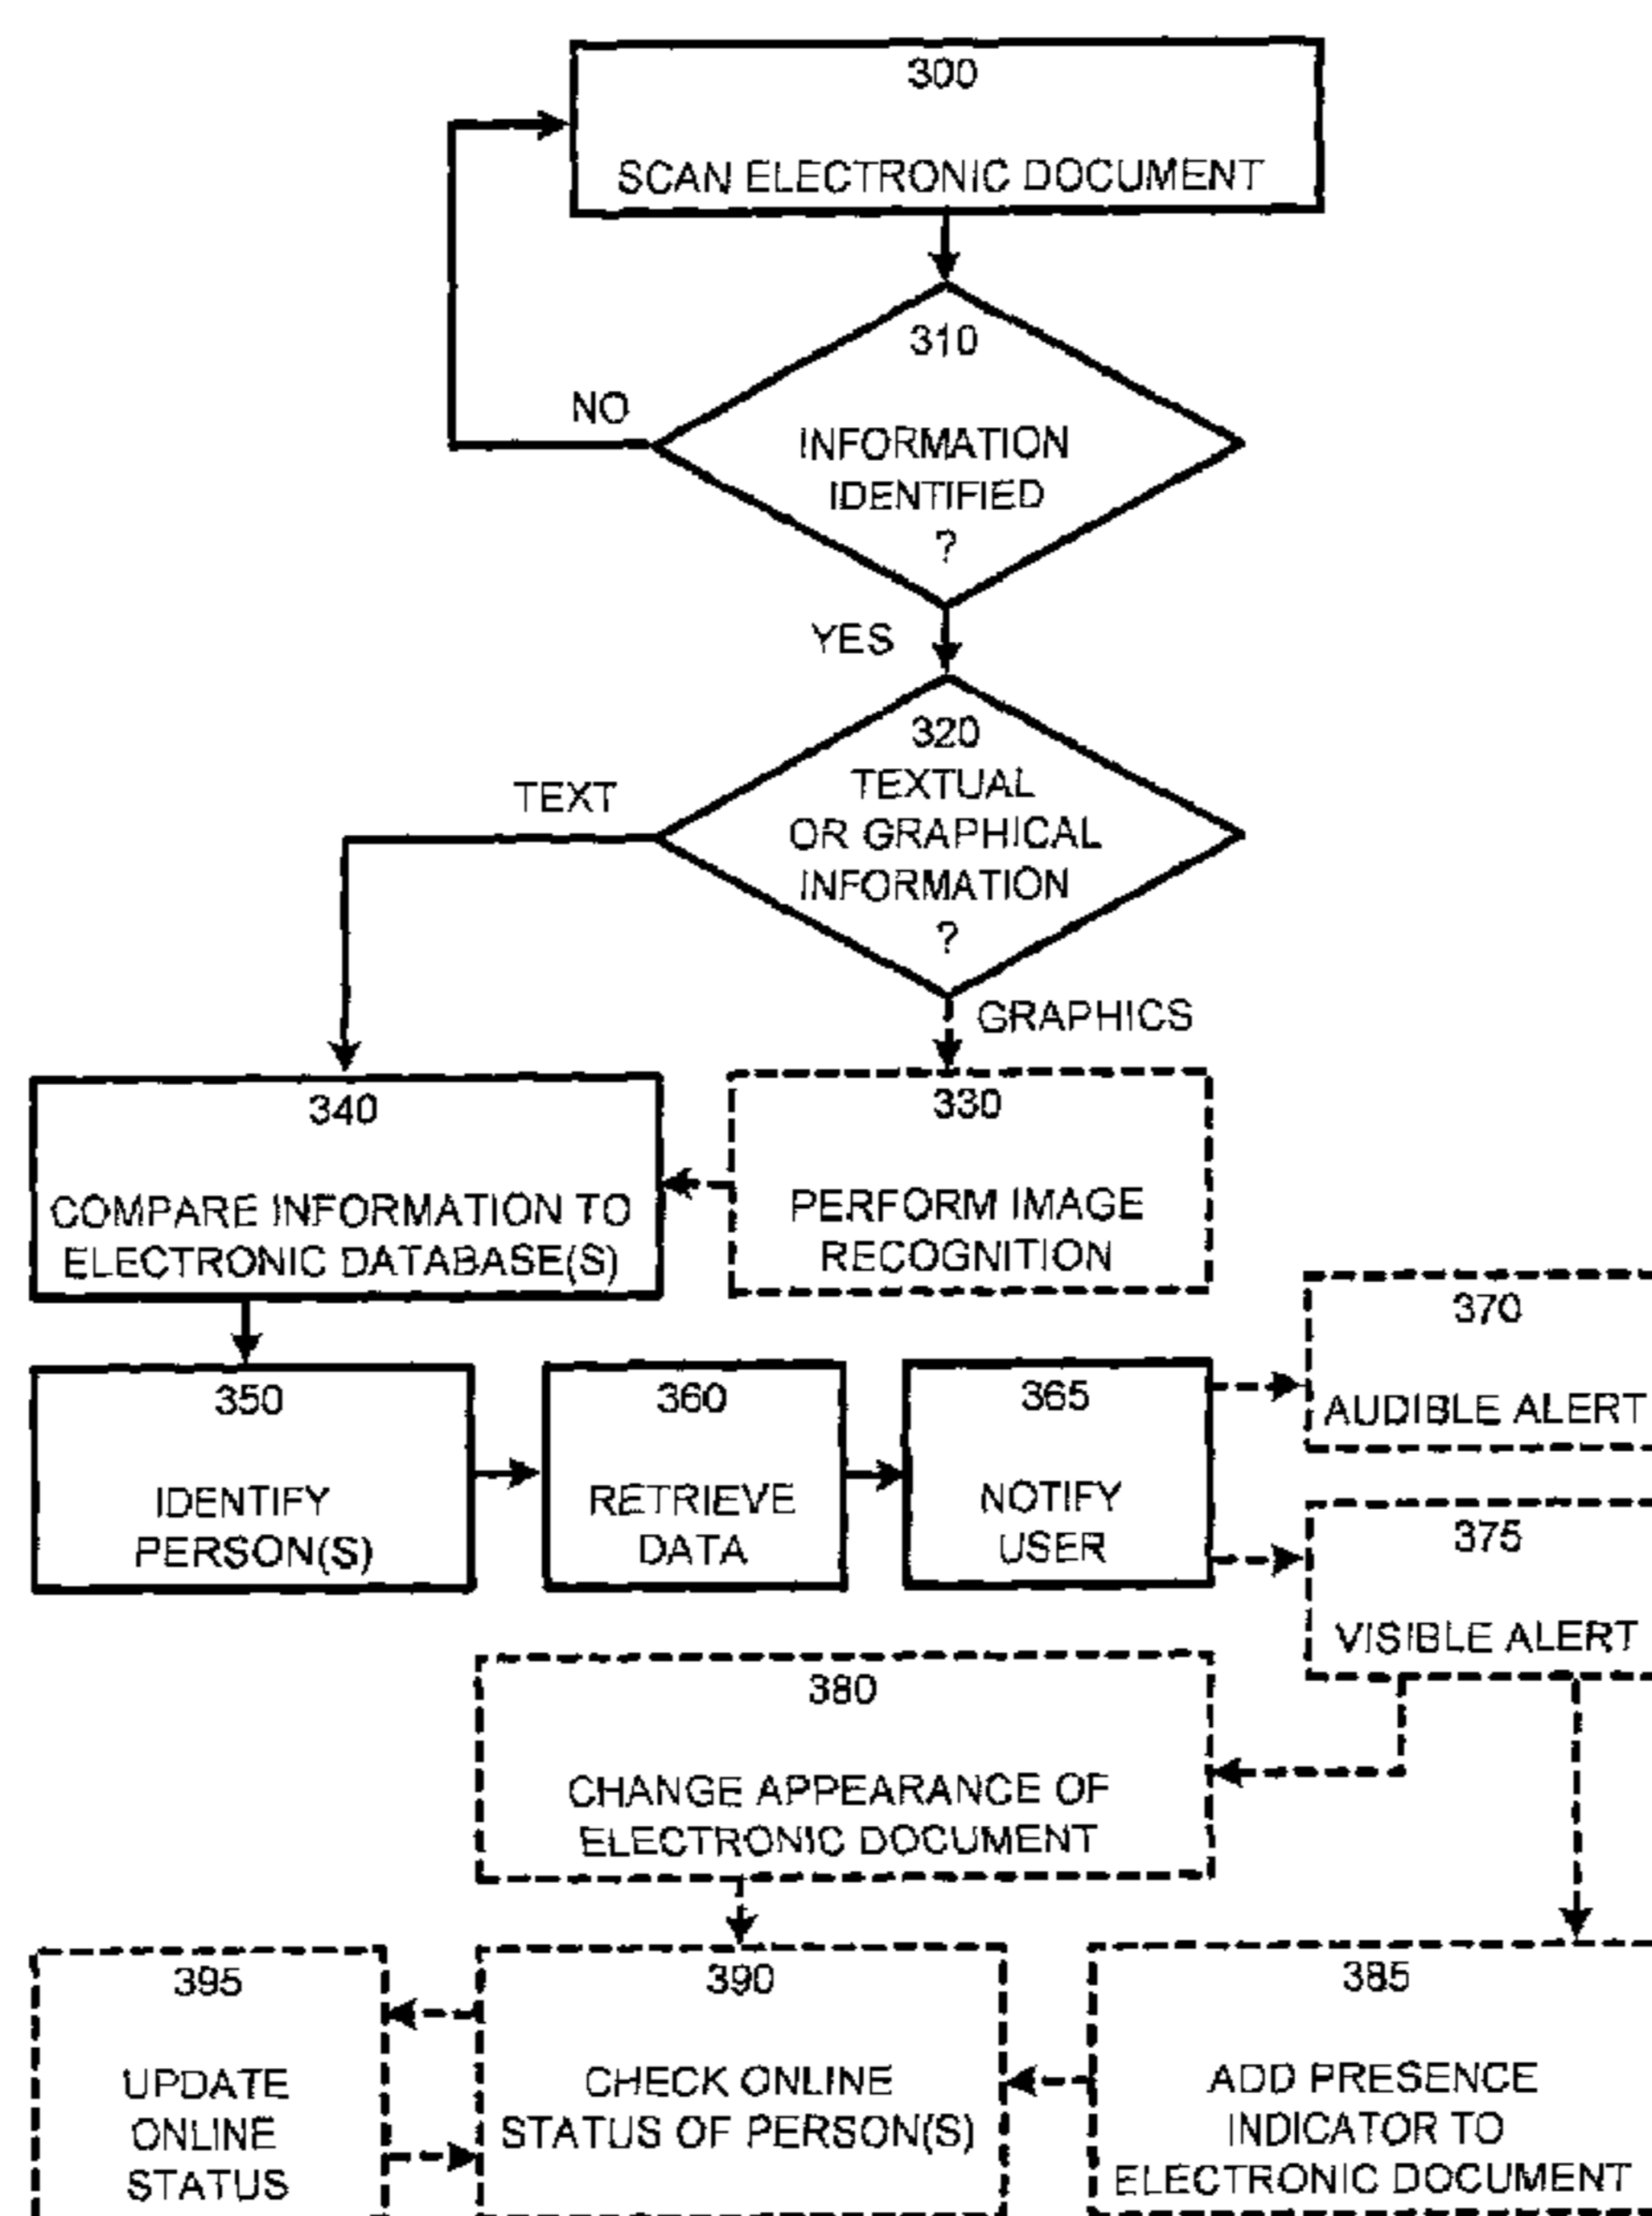 300
SCAN ELECTRONIC DOCUMENT
310
NO
INFORMATION
IDENTIFIED
?
YES
320
TEXTUAL
TEXT
OR GRAPHICAL
INFORMATION
?
GRAPHICS
340
COMPARE INFORMATION TO
ELECTRONIC DATABASE(S)
330
PERFORM IMAGE
RECOGNITION
350
IDENTIFY
PERSON(S)
360
RETRIEVE
DATA
365
NOTIFY
USER
370
AUDIBLE ALERT
375
VISIBLE ALERT
380
CHANGE APPEARANCE OF
ELECTRONIC DOCUMENT
395
UPDATE
ONLINE
STATUS
390
CHECK ONLINE
STATUS OF PERSON(S)
385
ADD PRESENCE
INDICATOR TO
ELECTRONIC DOCUMENT